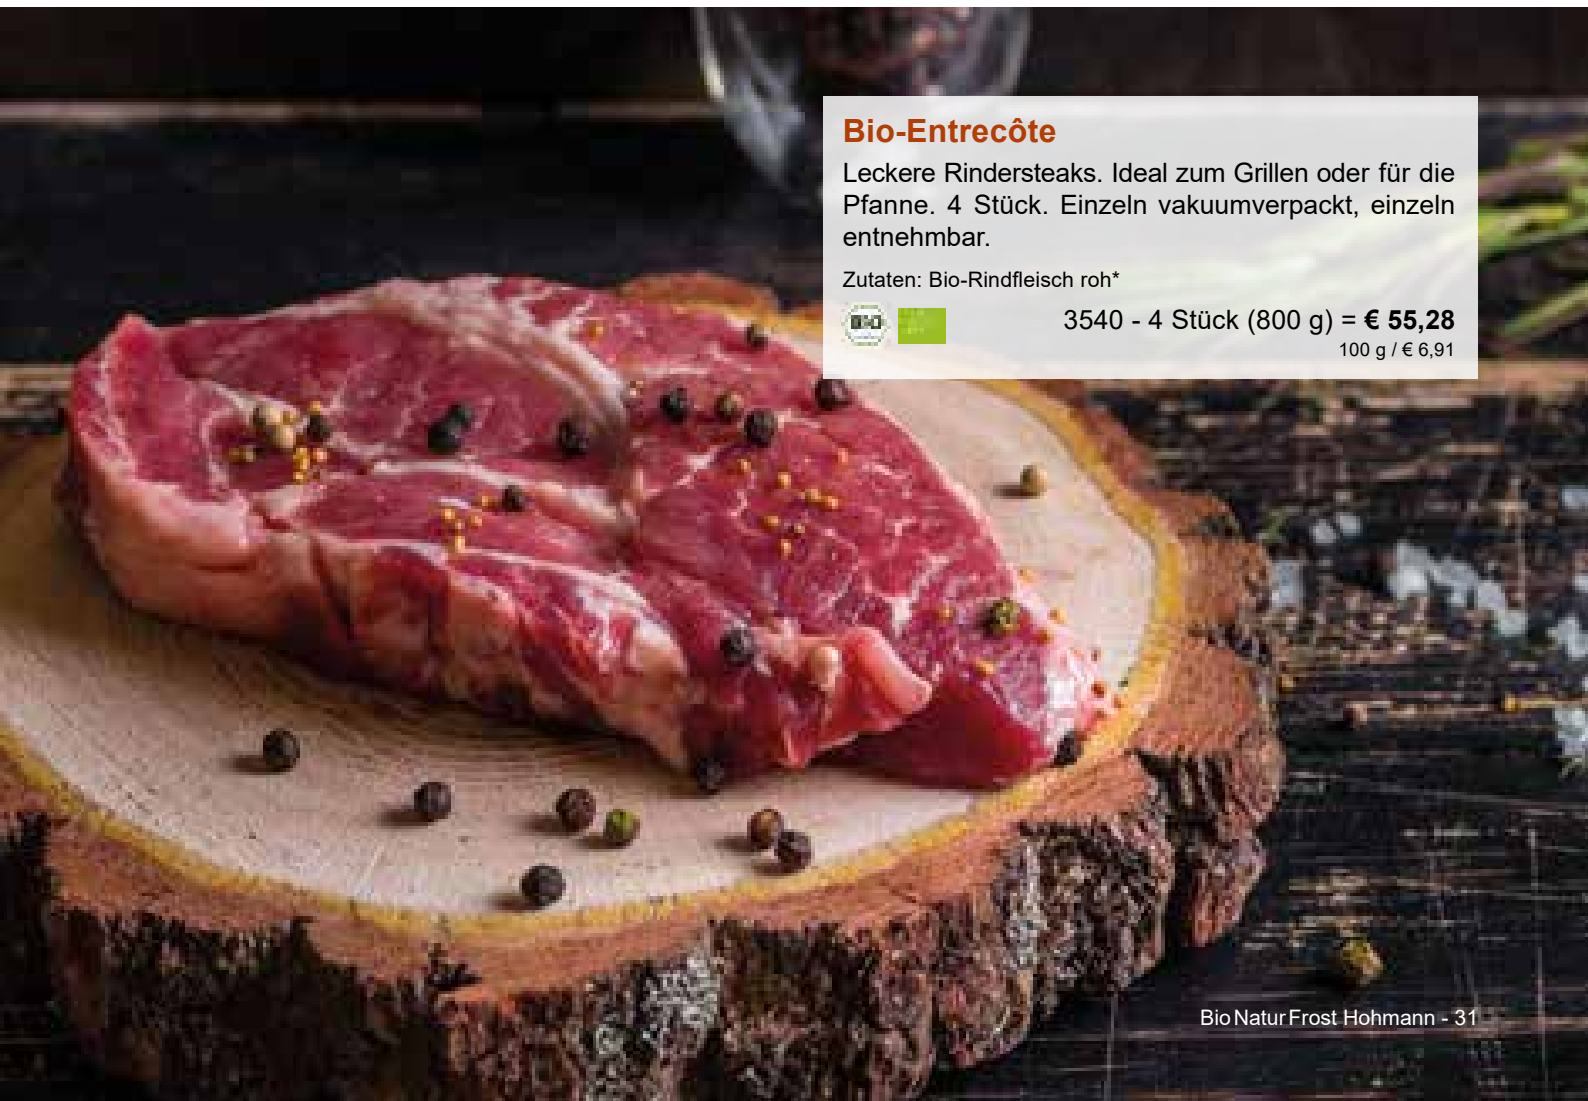 Bio-Entrecôte
Leckere Rindersteaks. Ideal zum Grillen oder für die
Pfanne. 4 Stück. Einzeln vakuumverpackt, einzeln
entnehmbar.
Zutaten: Bio-Rindfleisch roh*
BIO
3540 - 4 Stück (800 g) = € 55,28
100 g / € 6,91
Bio Natur Frost Hohmann - 31